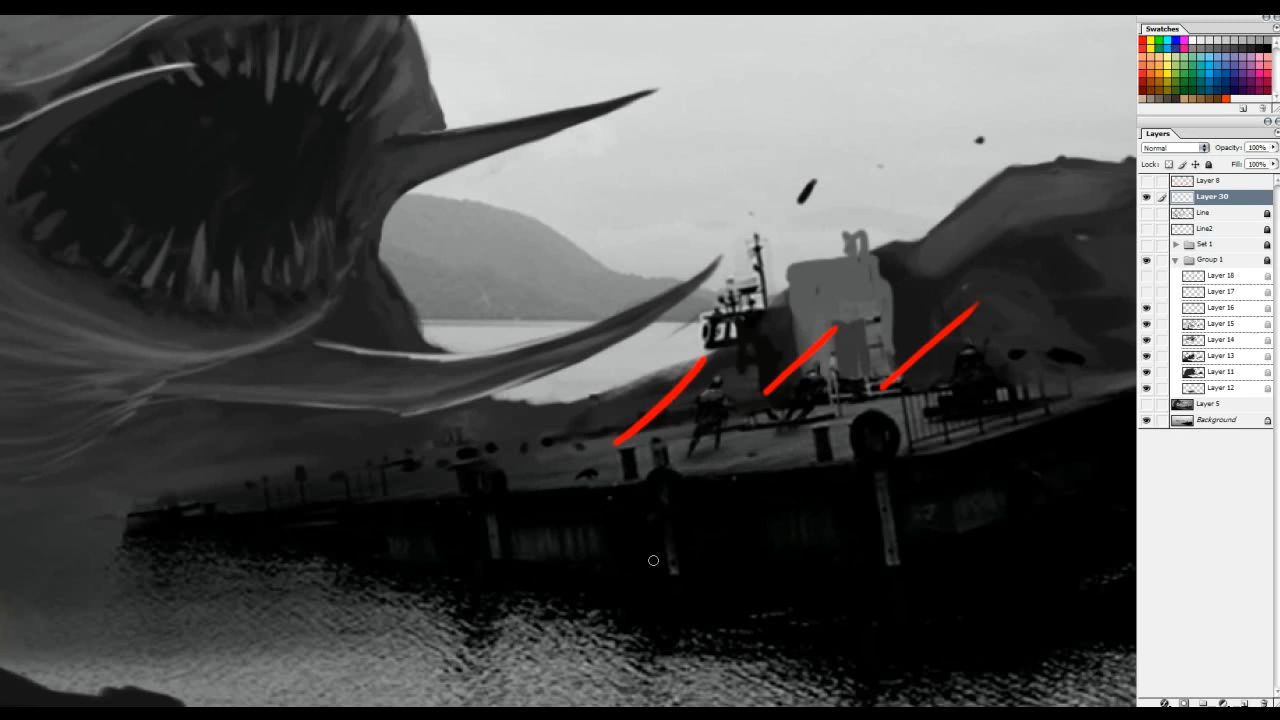 Swatches
Layers
Normal
Opacity: 100%
Lock:
Fill: 100%
Layer 8
Layer 30
Line
Line2
Set 1
Group 1
Layer 18
Layer 17
Layer 16
Layer 15
Layer 14
Layer 13
Layer 11
Layer 12
Layer 5
Background